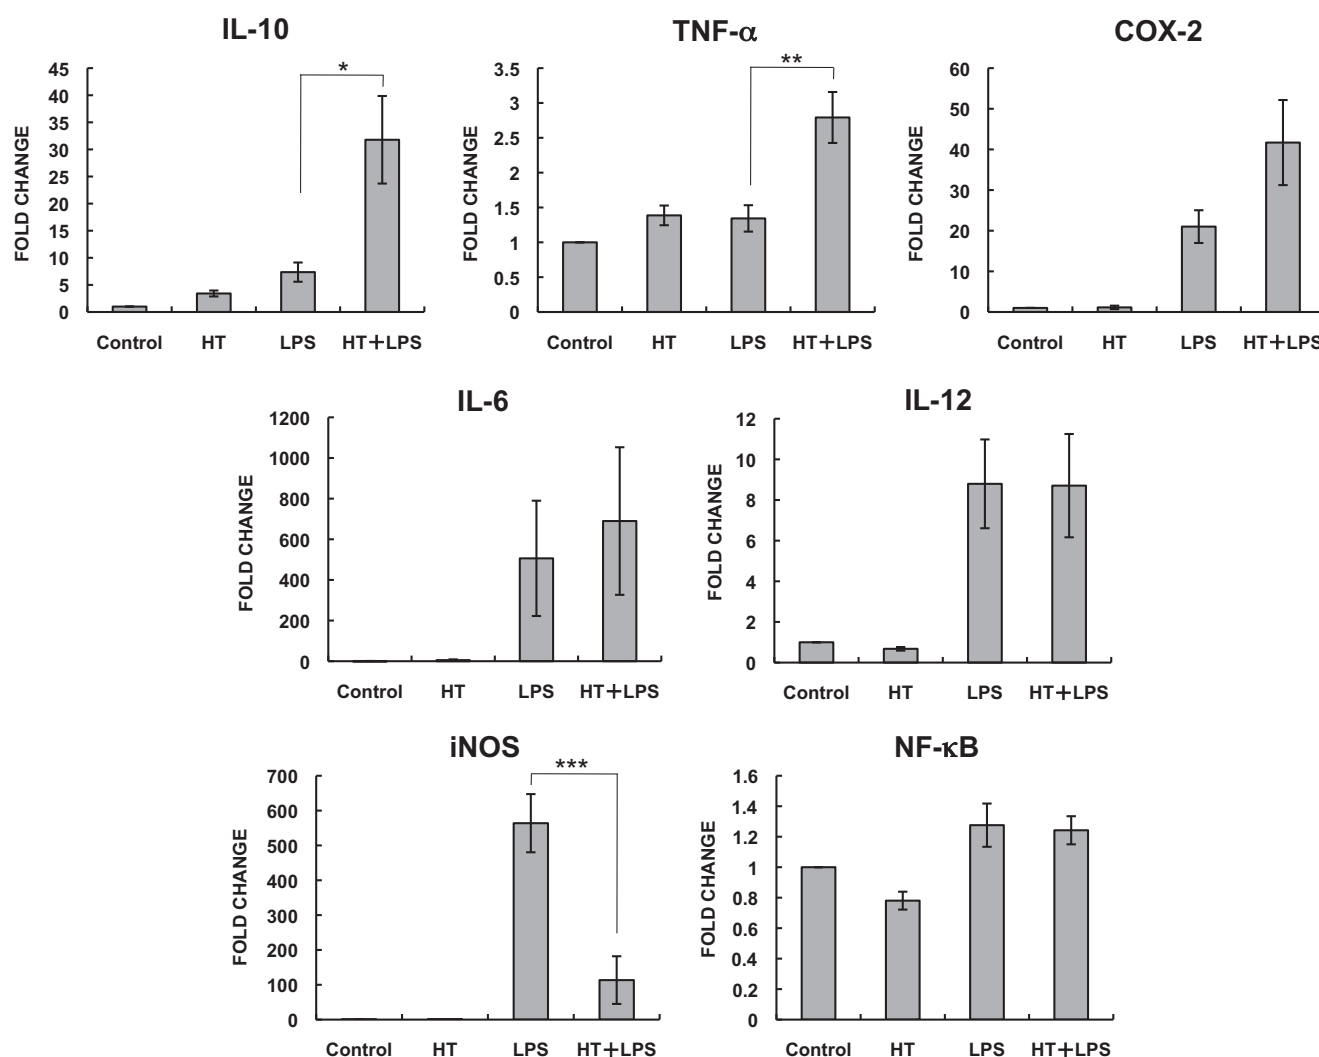 IL-10
*
FOLD CHANGE
45
40
35
30
25
20
15
10
5
0
Control HT LPS HT+LPS
TNF-α
**
FOLD CHANGE
3.5
3
2.5
2
1.5
1
0.5
0
Control HT LPS HT+LPS
COX-2
FOLD CHANGE
60
50
40
30
20
10
0
Control HT LPS HT+LPS
IL-6
FOLD CHANGE
1200
1000
800
600
400
200
0
Control HT LPS HT+LPS
IL-12
FOLD CHANGE
12
10
8
6
4
2
0
Control HT LPS HT+LPS
iNOS
***
FOLD CHANGE
700
600
500
400
300
200
100
0
Control HT LPS HT+LPS
NF-κB
FOLD CHANGE
1.6
1.4
1.2
1
0.8
0.6
0.4
0.2
0
Control HT LPS HT+LPS